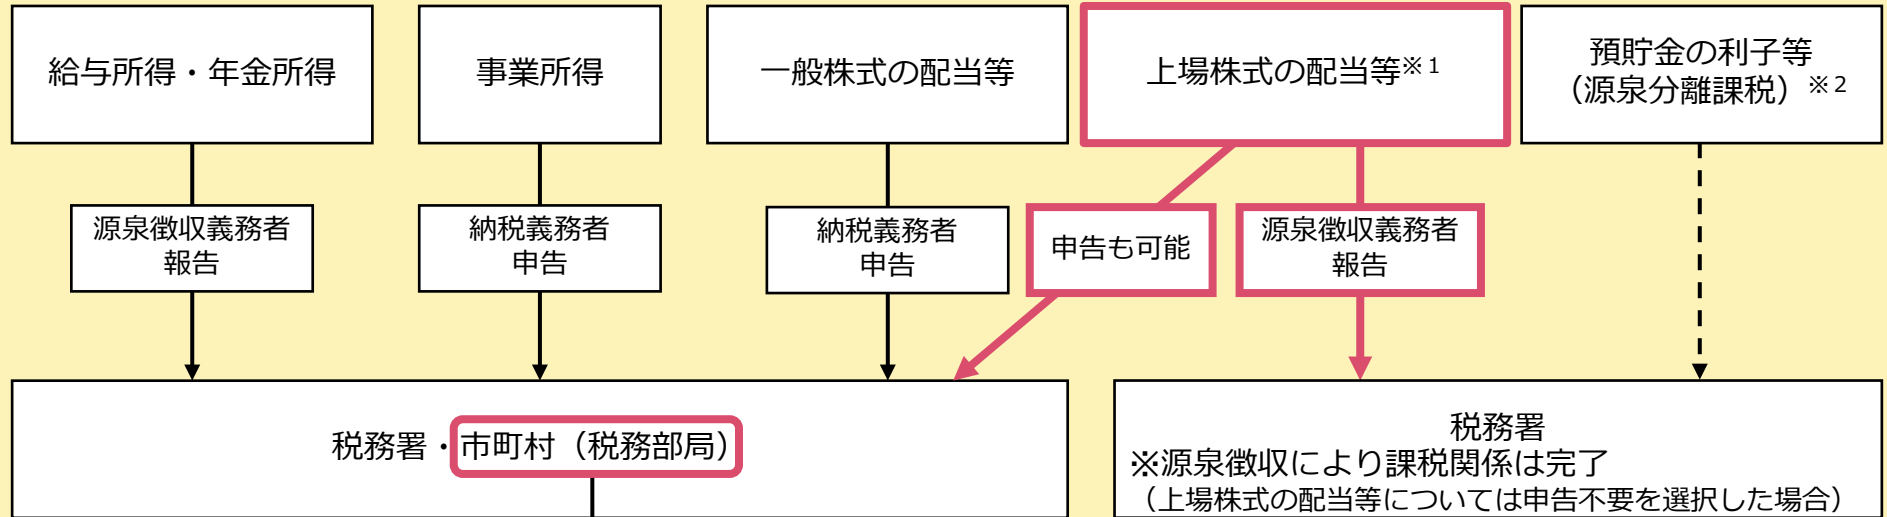 給与所得・年金所得
事業所得
一般株式の配当等
上場株式の配当等※1
預貯金の利子等
（源泉分離課税）※2
源泉徴収義務者
報告
納税義務者
申告
納税義務者
申告
申告も可能
源泉徴収義務者
報告
税務署・市町村（税務部局）
税務署
※源泉徴収により課税関係は完了
（上場株式の配当等については申告不要を選択した場合）